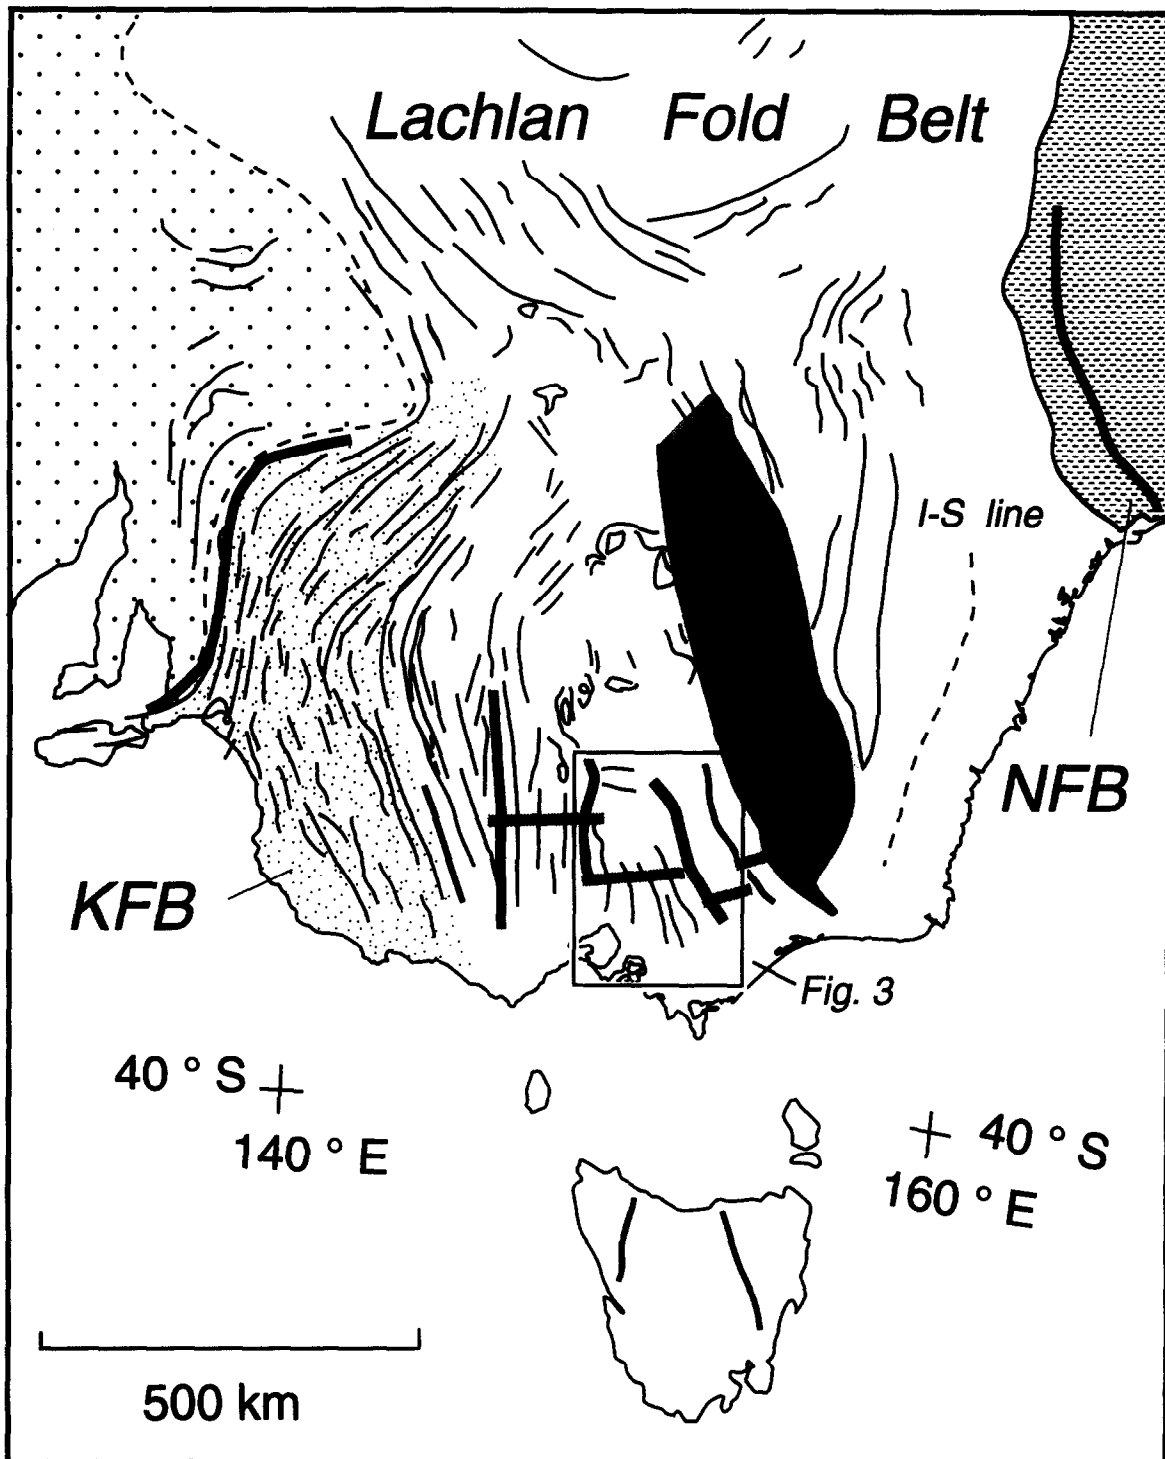 Lachlan Fold Belt
I-S line
NFB
KFB
Fig. 3
40 ° S
140 ° E
40 ° S
160 ° E
500 km